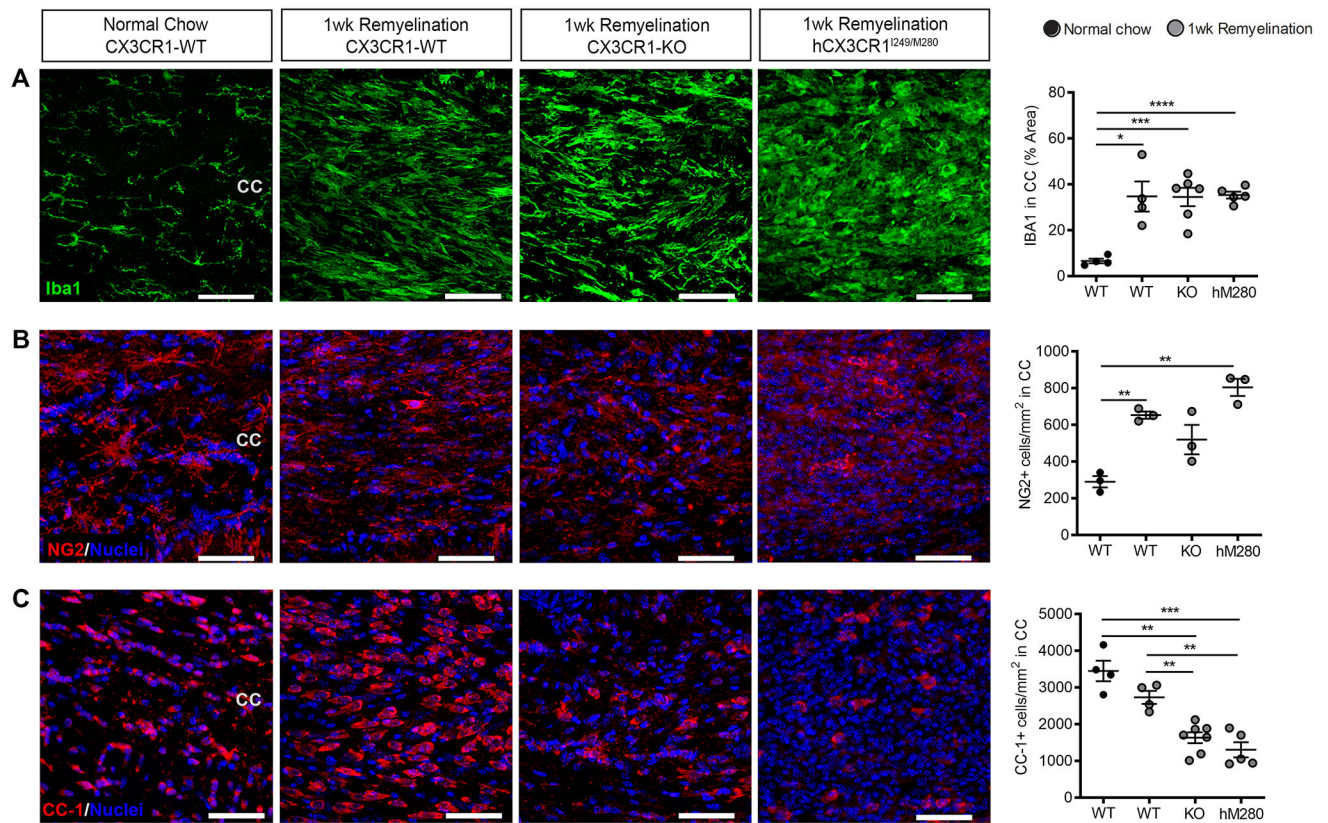 Normal Chow
CX3CR1-WT
1wk Remyelination
CX3CR1-WT
1wk Remyelination
CX3CR1-KO
1wk Remyelination
hCX3CR1I249/M280
Normal chow
1wk Remyelination
A
CC
Iba1
IBA1 in CC (% Area)
80
60
40
20
0
*
***
****
WT
WT
KO
hM280
B
CC
NG2/Nuclei
NG2+ cells/mm2 in CC
1000
800
600
400
200
0
**
**
WT
WT
KO
hM280
C
CC
CC-1/Nuclei
CC-1+ cells/mm2 in CC
5000
4000
3000
2000
1000
0
***
**
**
**
WT
WT
KO
hM280